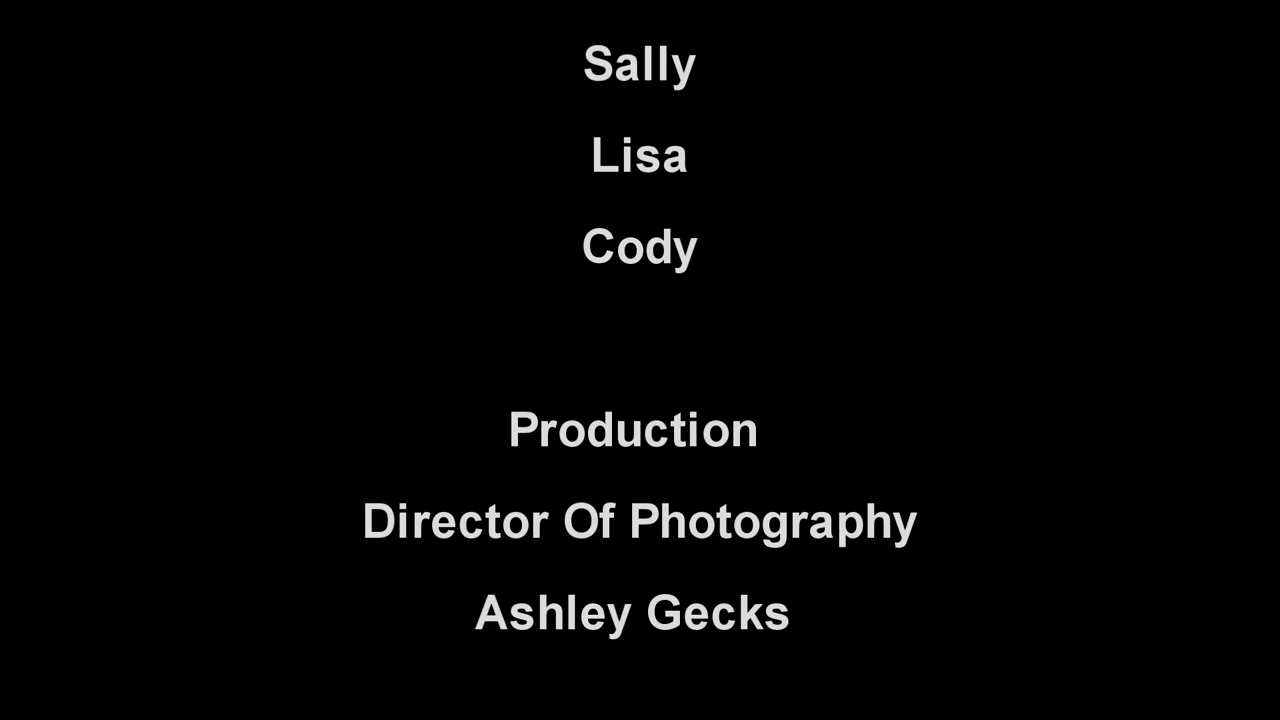 Sally
Lisa
Cody
Production
Director Of Photography
Ashley Gecks